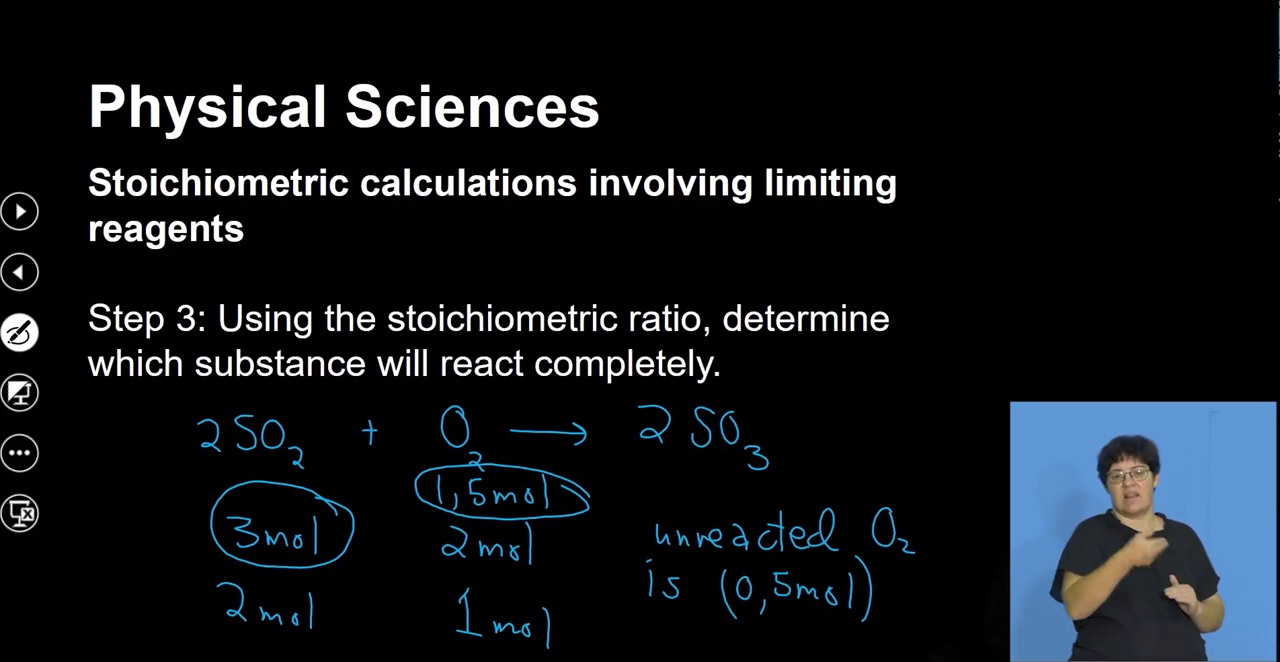 Physical Sciences
Stoichiometric calculations involving limiting
reagents
Step 3: Using the stoichiometric ratio, determine
which substance will react completely.
2SO₂ + O₂ → 2SO₃
1,5mol
3mol 2mol unreacted O₂
2mol 1mol is (0,5mol)